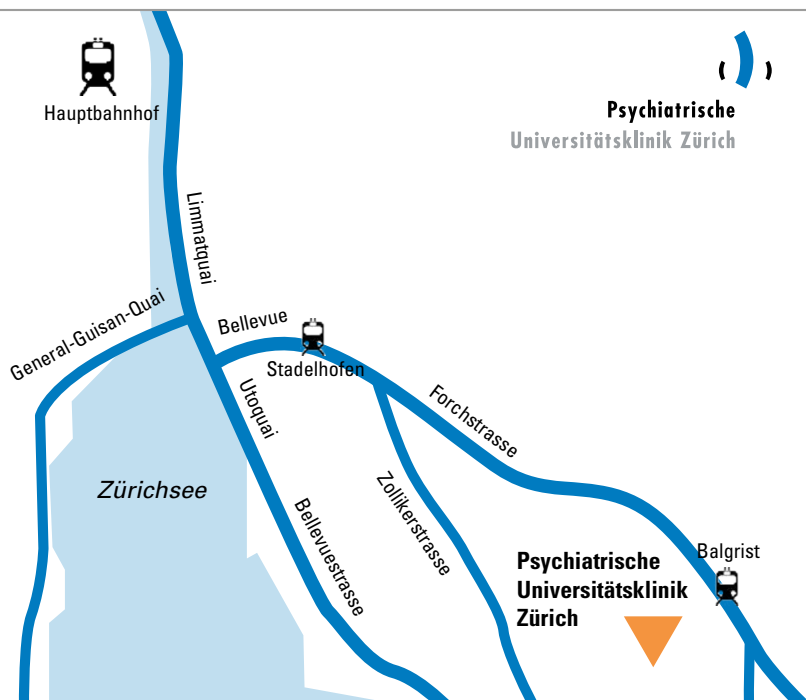 Hauptbahnhof
Psychiatrische
Universitätsklinik Zürich
Limmatquai
General-Guisan-Quai
Bellevue
Stadelhofen
Utoquai
Forchstrasse
Zürichsee
Zollikerstrasse
Bellevuestrasse
Balgrist
Psychiatrische
Universitätsklinik
Zürich